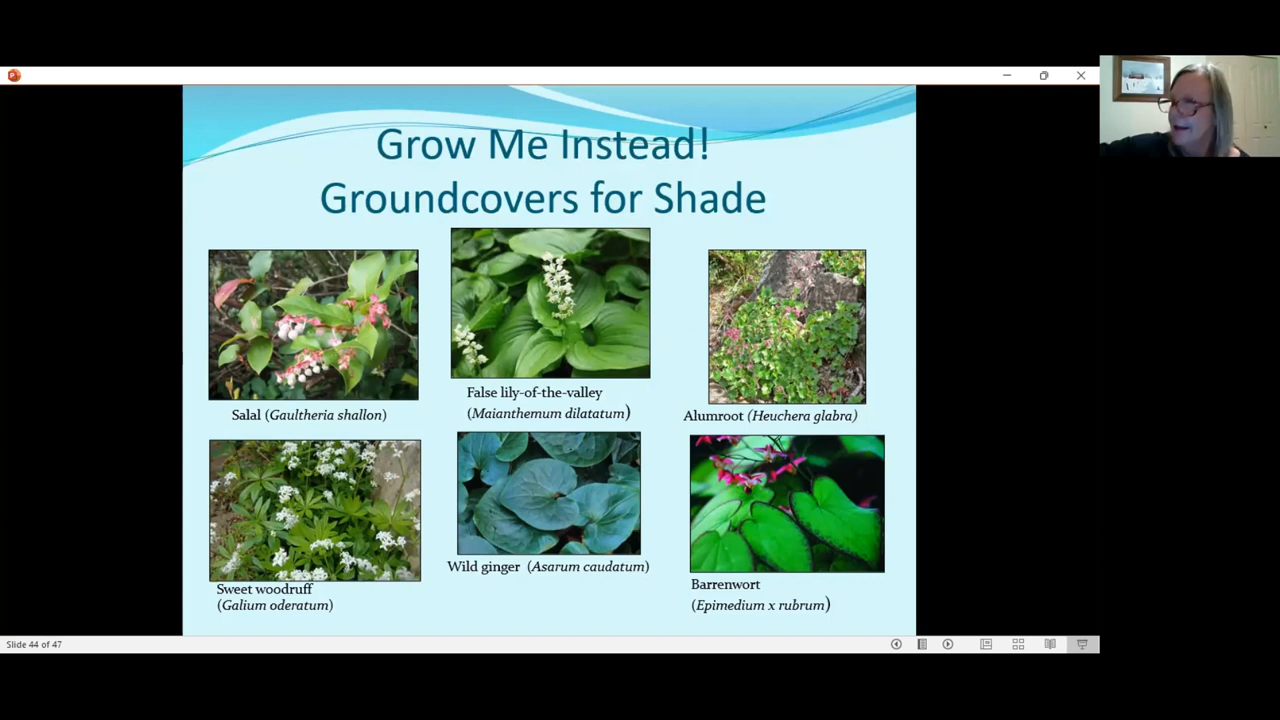 Grow Me Instead!
Groundcovers for Shade
Salal (Gaultheria shallon)
False lily-of-the-valley
(Maianthemum dilatatum)
Alumroot (Heuchera glabra)
Sweet woodruff
(Galium oderatum)
Wild ginger (Asarum caudatum)
Barrenwort
(Epimedium x rubrum)
Slide 44 of 47